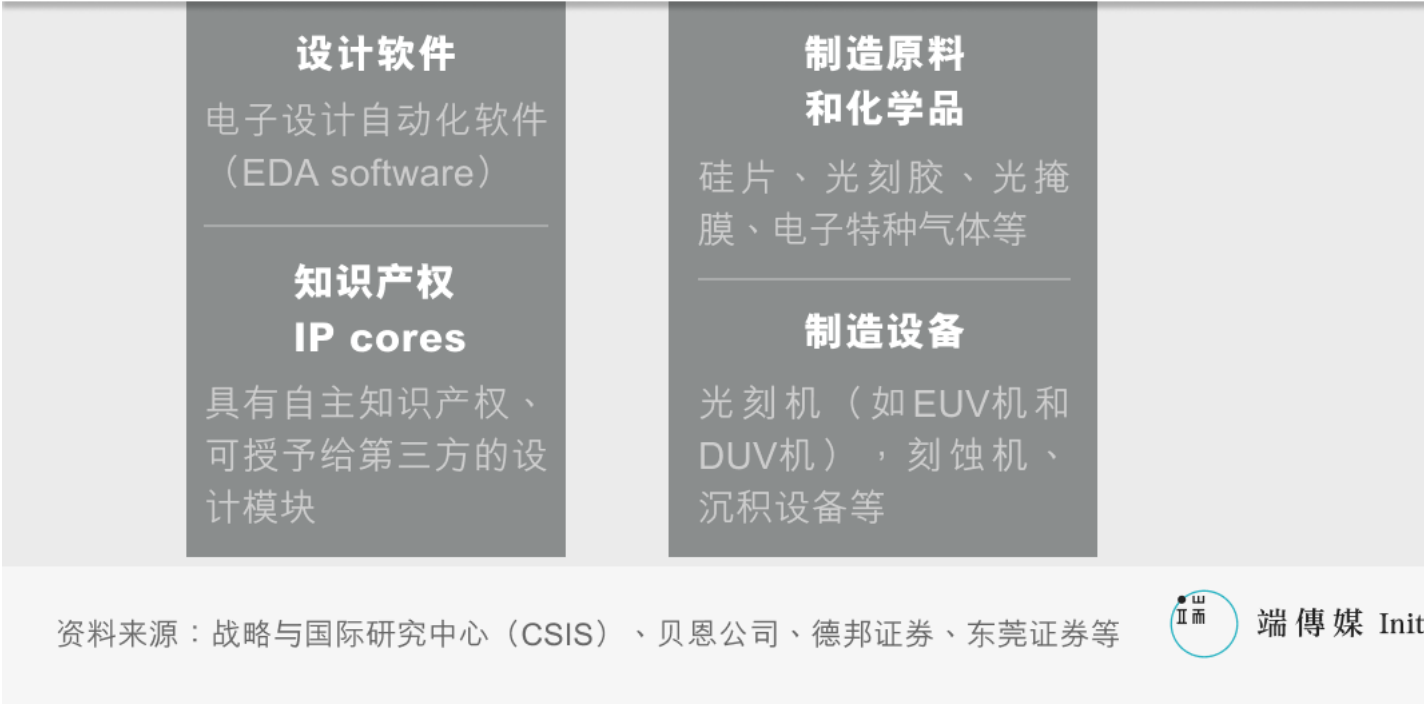 设计软件
电子设计自动化软件
（EDA software）
知识产权
IP cores
具有自主知识产权、
可授予给第三方的设
计模块
制造原料
和化学品
硅片、光刻胶、光掩
膜、电子特种气体等
制造设备
光刻机（如EUV机和
DUV机），刻蚀机、
沉积设备等
资料来源：战略与国际研究中心（CSIS）、贝恩公司、德邦证券、东莞证券等
端傳媒 Init